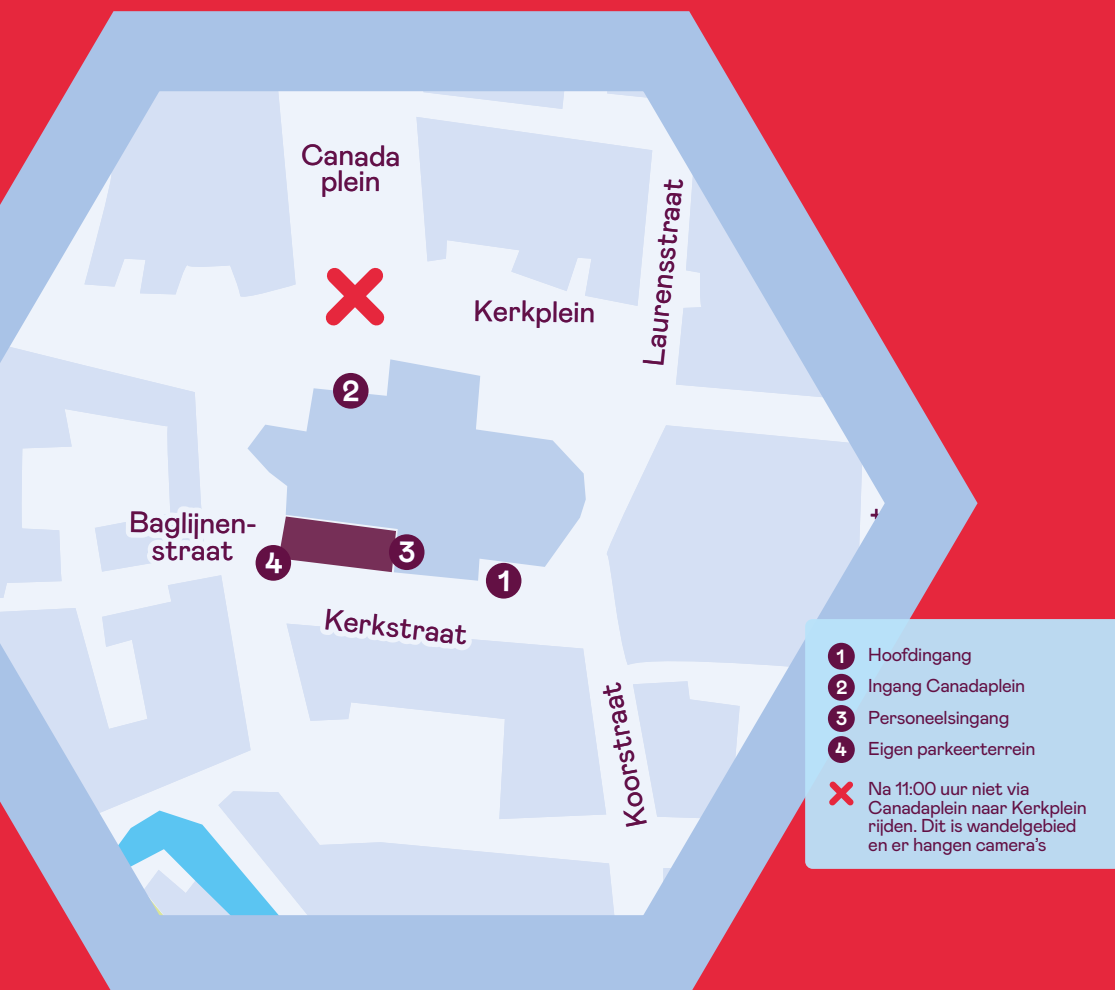 Canada
plein
Laurensstraat
Kerkplein
2
Baglijnen-
straat
4
3
1
Kerkstraat
Koorstraat
1 Hoofdingang
2 Ingang Canadaplein
3 Personeelsingang
4 Eigen parkeerterrein
Na 11:00 uur niet via
Canadaplein naar Kerkplein
rijden. Dit is wandelgebied
en er hangen camera's